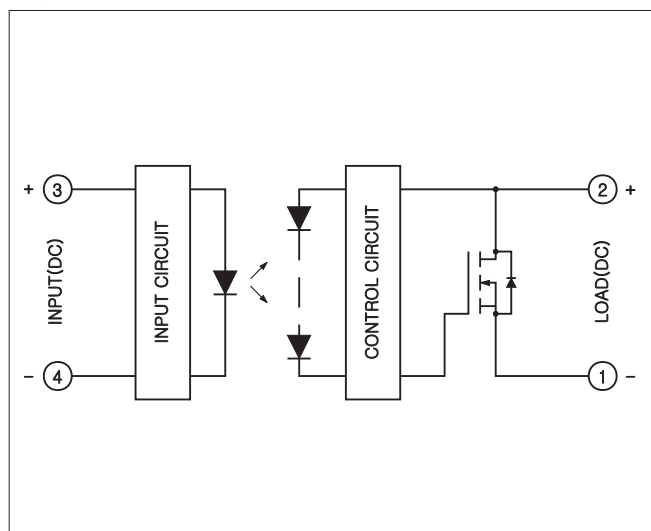 + 3
INPUT(DC)
- 4
INPUT CIRCUIT
CONTROL CIRCUIT
2 +
LOAD(DC)
1 -